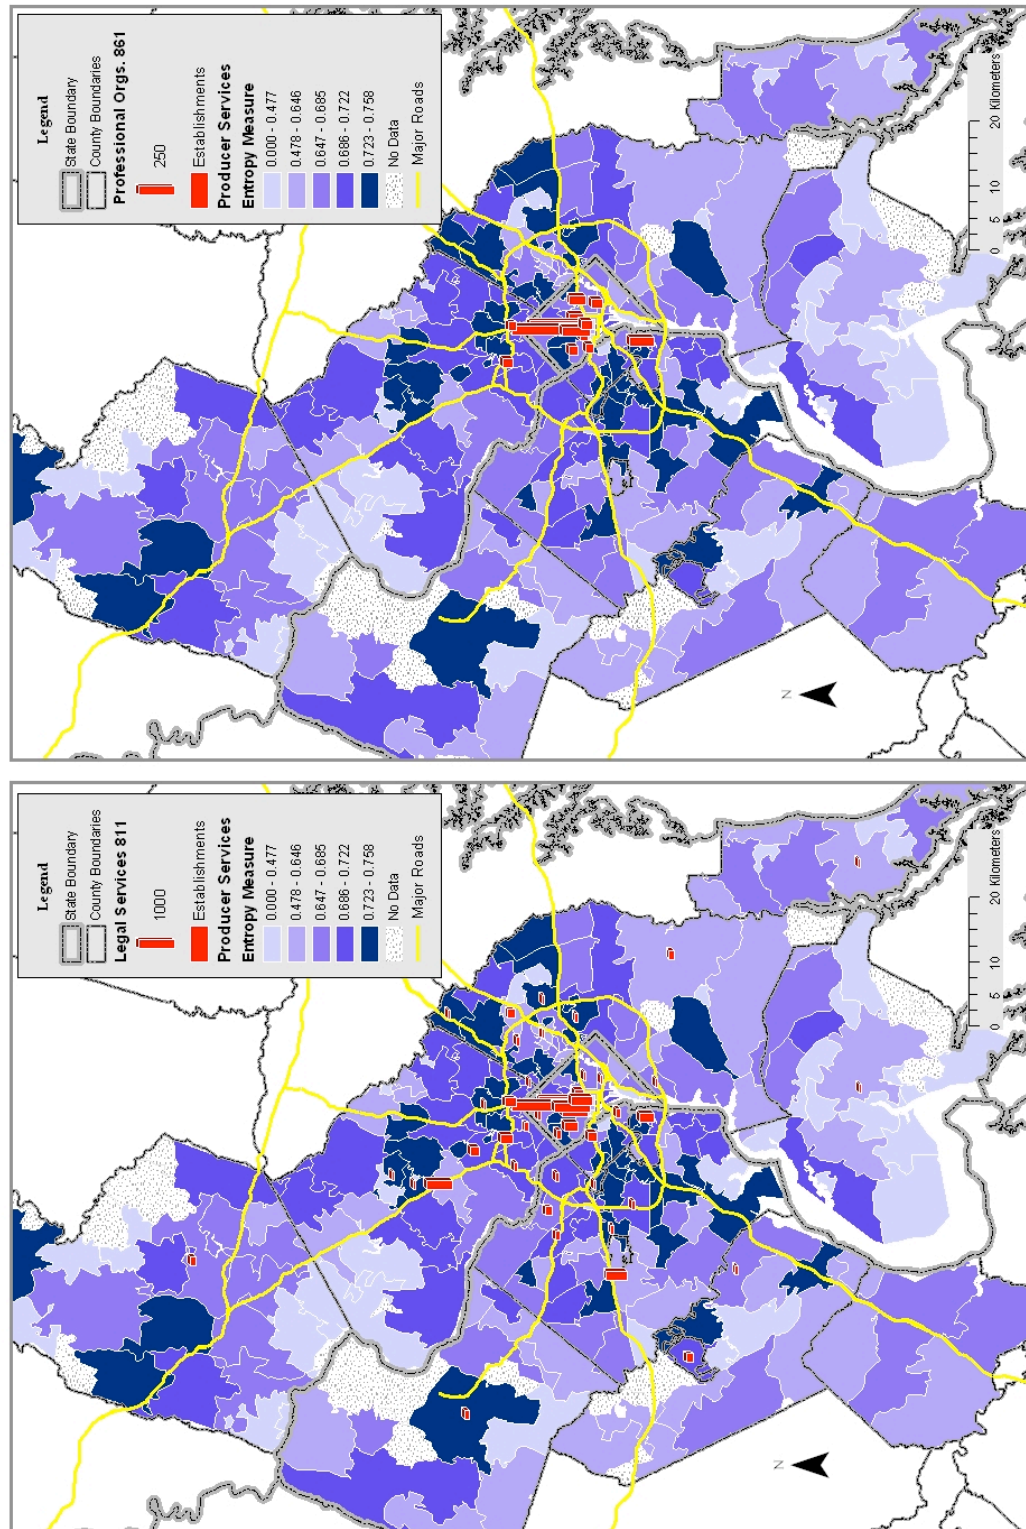 Legend
State Boundary
County Boundaries
Professional Orgs. 861
250
Establishments
Producer Services
Entropy Measure
0.000 - 0.477
0.478 - 0.646
0.647 - 0.685
0.686 - 0.722
0.723 - 0.758
No Data
Major Roads
N
0 5 10 20 Kilometers
Legend
State Boundary
County Boundaries
Legal Services 811
1000
Establishments
Producer Services
Entropy Measure
0.000 - 0.477
0.478 - 0.646
0.647 - 0.685
0.686 - 0.722
0.723 - 0.758
No Data
Major Roads
N
0 5 10 20 Kilometers